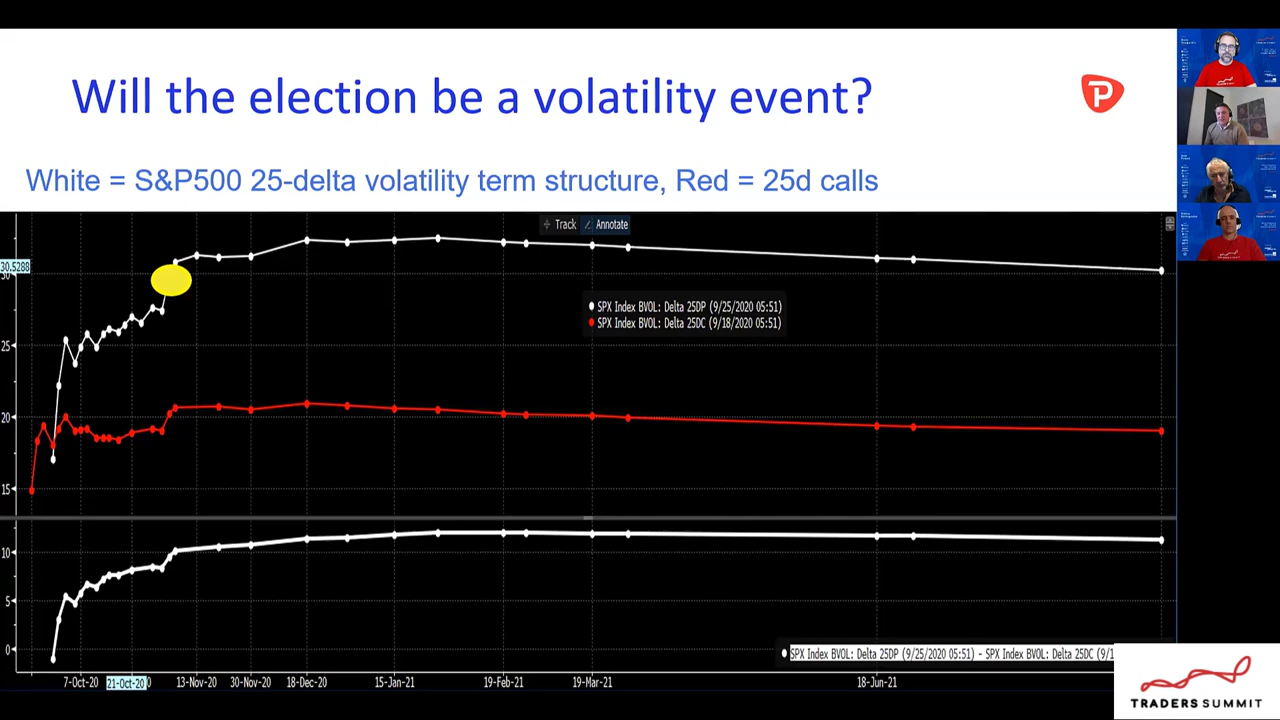 Will the election be a volatility event?
P
White = S&P500 25-delta volatility term structure, Red = 25d calls
Track Annotate
30.5288
30
SPX Index BVOL: Delta 25DP (9/25/2020 05:51)
SPX Index BVOL: Delta 25DC (9/18/2020 05:51)
25
20
15
10
5
0
SPX Index BVOL: Delta 25DP (9/25/2020 05:51) - SPX Index BVOL: Delta 25DC (9/1
7-Oct-20 21-Oct-20 13-Nov-20 30-Nov-20 18-Dec-20 15-Jan-21 19-Feb-21 19-Mar-21 18-Jun-21
TRADERS SUMMIT